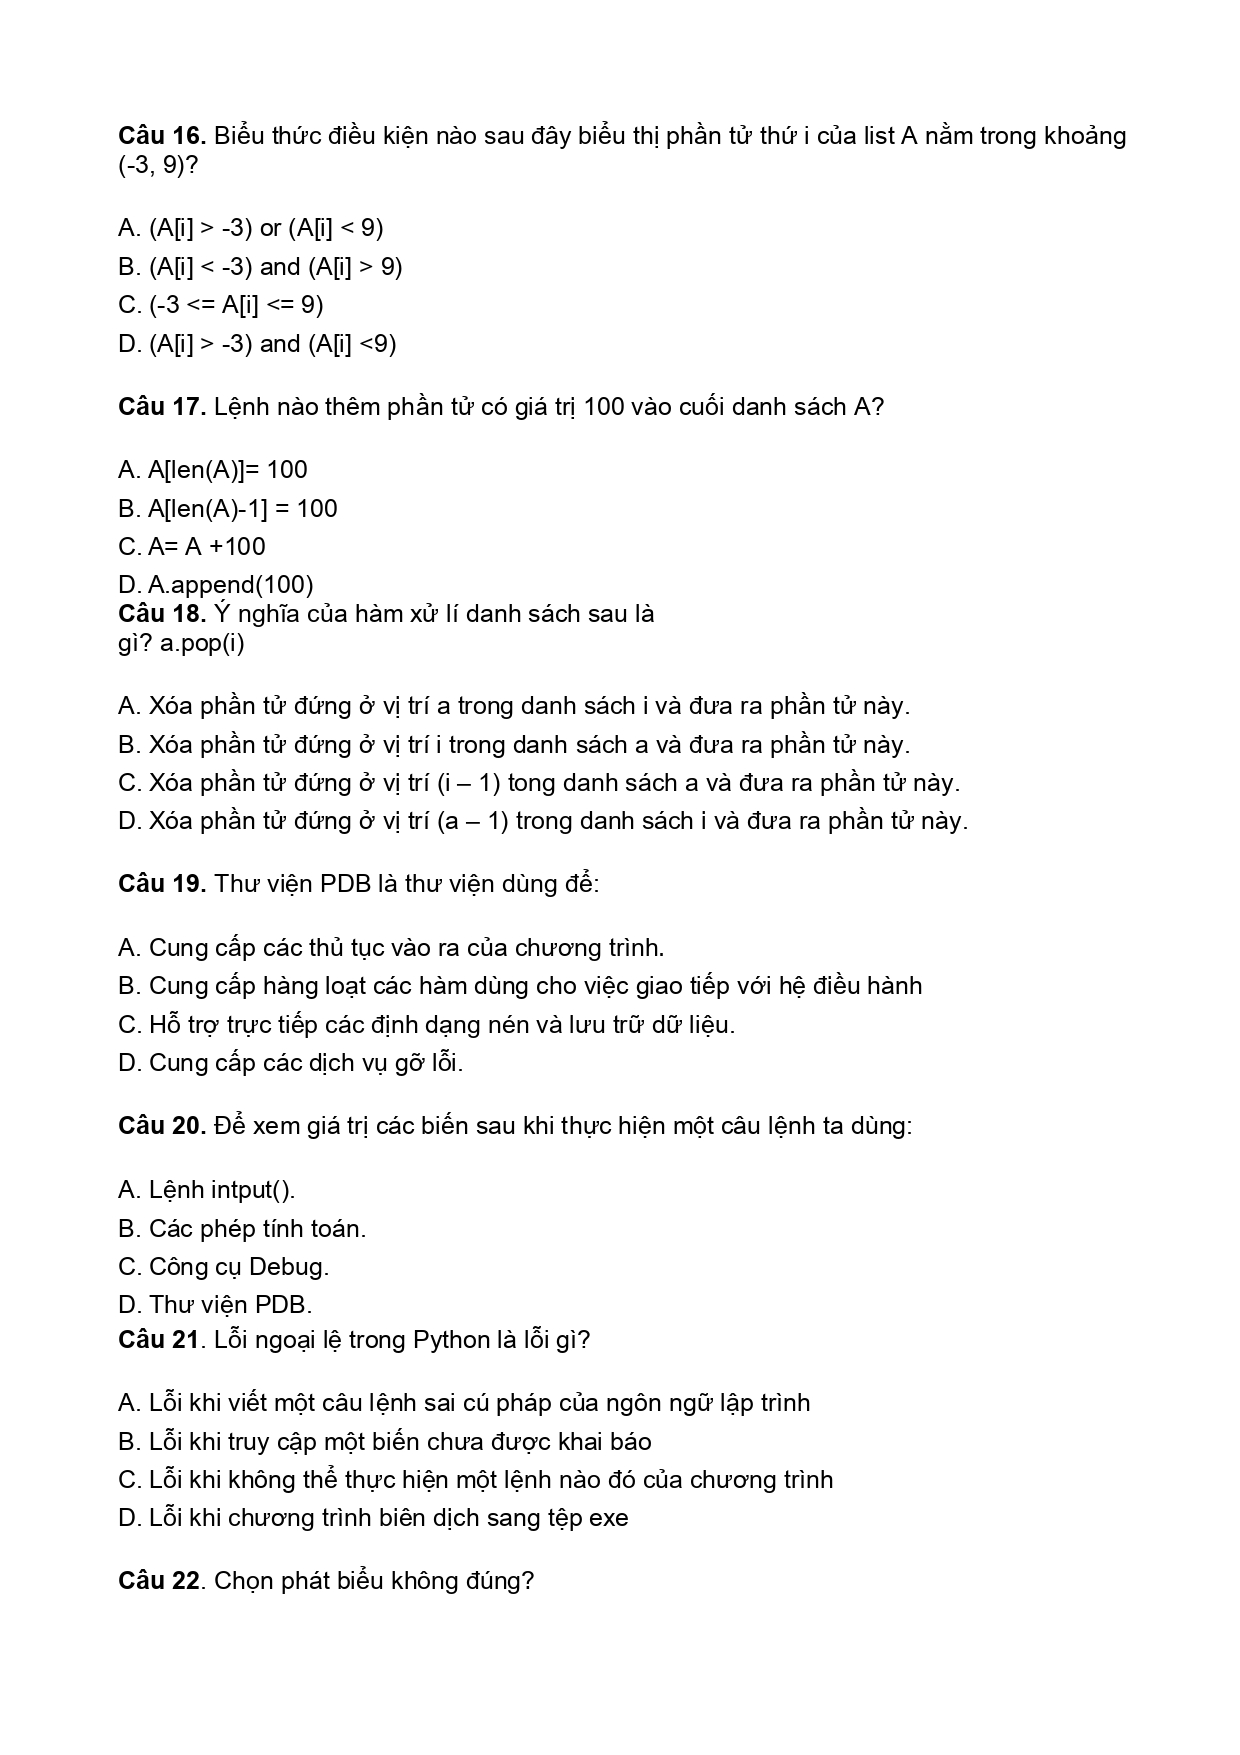 Câu 16. Biểu thức điều kiện nào sau đây biểu thị phần tử thứ i của list A nằm trong khoảng
(-3, 9)?
A. (A[i] > -3) or (A[i] < 9)
B. (A[i] < -3) and (A[i] > 9)
C. (-3 <= A[i] <= 9)
D. (A[i] > -3) and (A[i] <9)
Câu 17. Lệnh nào thêm phần tử có giá trị 100 vào cuối danh sách A?
A. A[len(A)]= 100
B. A[len(A)-1] = 100
C. A= A +100
D. A.append(100)
Câu 18. Ý nghĩa của hàm xử lí danh sách sau là
gì? a.pop(i)
A. Xóa phần tử đứng ở vị trí a trong danh sách i và đưa ra phần tử này.
B. Xóa phần tử đứng ở vị trí i trong danh sách a và đưa ra phần tử này.
C. Xóa phần tử đứng ở vị trí (i – 1) tong danh sách a và đưa ra phần tử này.
D. Xóa phần tử đứng ở vị trí (a – 1) trong danh sách i và đưa ra phần tử này.
Câu 19. Thư viện PDB là thư viện dùng để:
A. Cung cấp các thủ tục vào ra của chương trình.
B. Cung cấp hàng loạt các hàm dùng cho việc giao tiếp với hệ điều hành
C. Hỗ trợ trực tiếp các định dạng nén và lưu trữ dữ liệu.
D. Cung cấp các dịch vụ gỡ lỗi.
Câu 20. Để xem giá trị các biến sau khi thực hiện một câu lệnh ta dùng:
A. Lệnh intput().
B. Các phép tính toán.
C. Công cụ Debug.
D. Thư viện PDB.
Câu 21. Lỗi ngoại lệ trong Python là lỗi gì?
A. Lỗi khi viết một câu lệnh sai cú pháp của ngôn ngữ lập trình
B. Lỗi khi truy cập một biến chưa được khai báo
C. Lỗi khi không thể thực hiện một lệnh nào đó của chương trình
D. Lỗi khi chương trình biên dịch sang tệp exe
Câu 22. Chọn phát biểu không đúng?